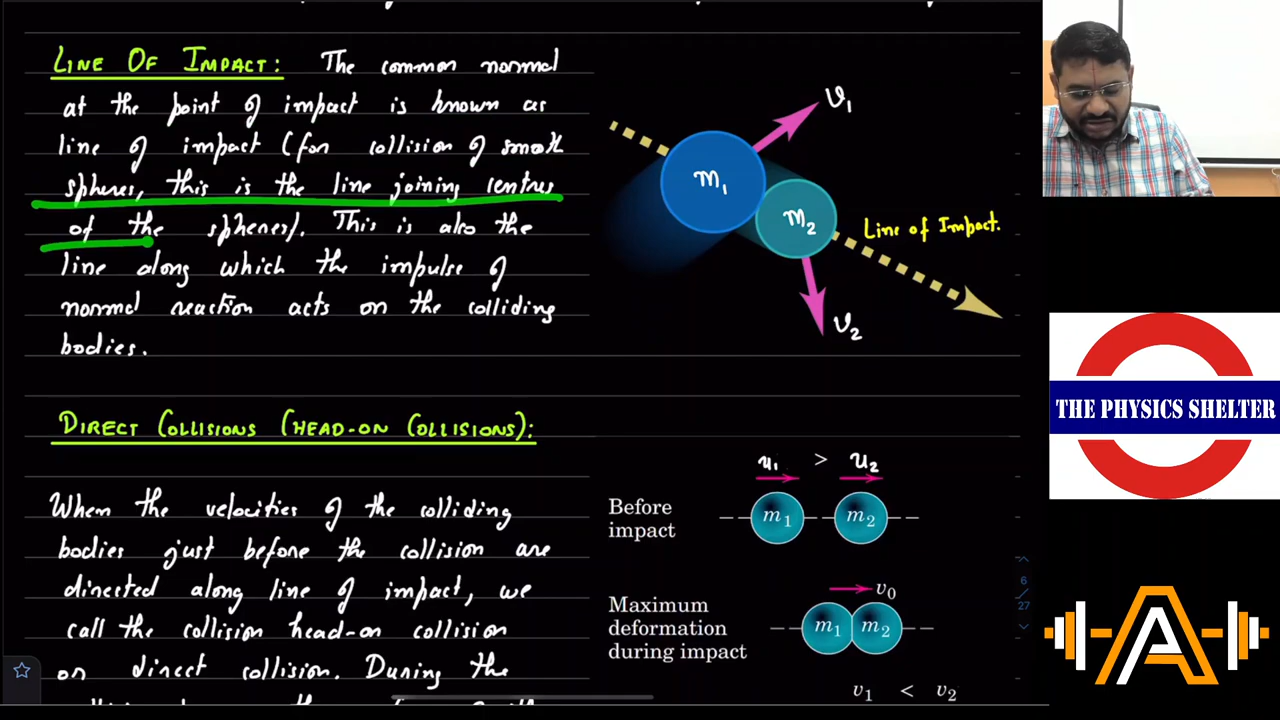 LINE OF IMPACT: The common normal
at the point of impact is known as
line of impact (for collision of smooth
spheres, this is the line joining centres
of the spheres). This is also the
line along which the impulse of
normal reaction acts on the colliding
bodies.
v1
m1
m2
Line of Impact.
v2
DIRECT COLLISIONS (HEAD-ON COLLISIONS):
When the velocities of the colliding
bodies just before the collision are
directed along line of impact, we
call the collision head-on collision
or direct collision. During the
u1 > u2
Before
impact
m1 m2
v0
Maximum
deformation
during impact
m1 m2
v1 < v2
6
/
27
THE PHYSICS SHELTER
A